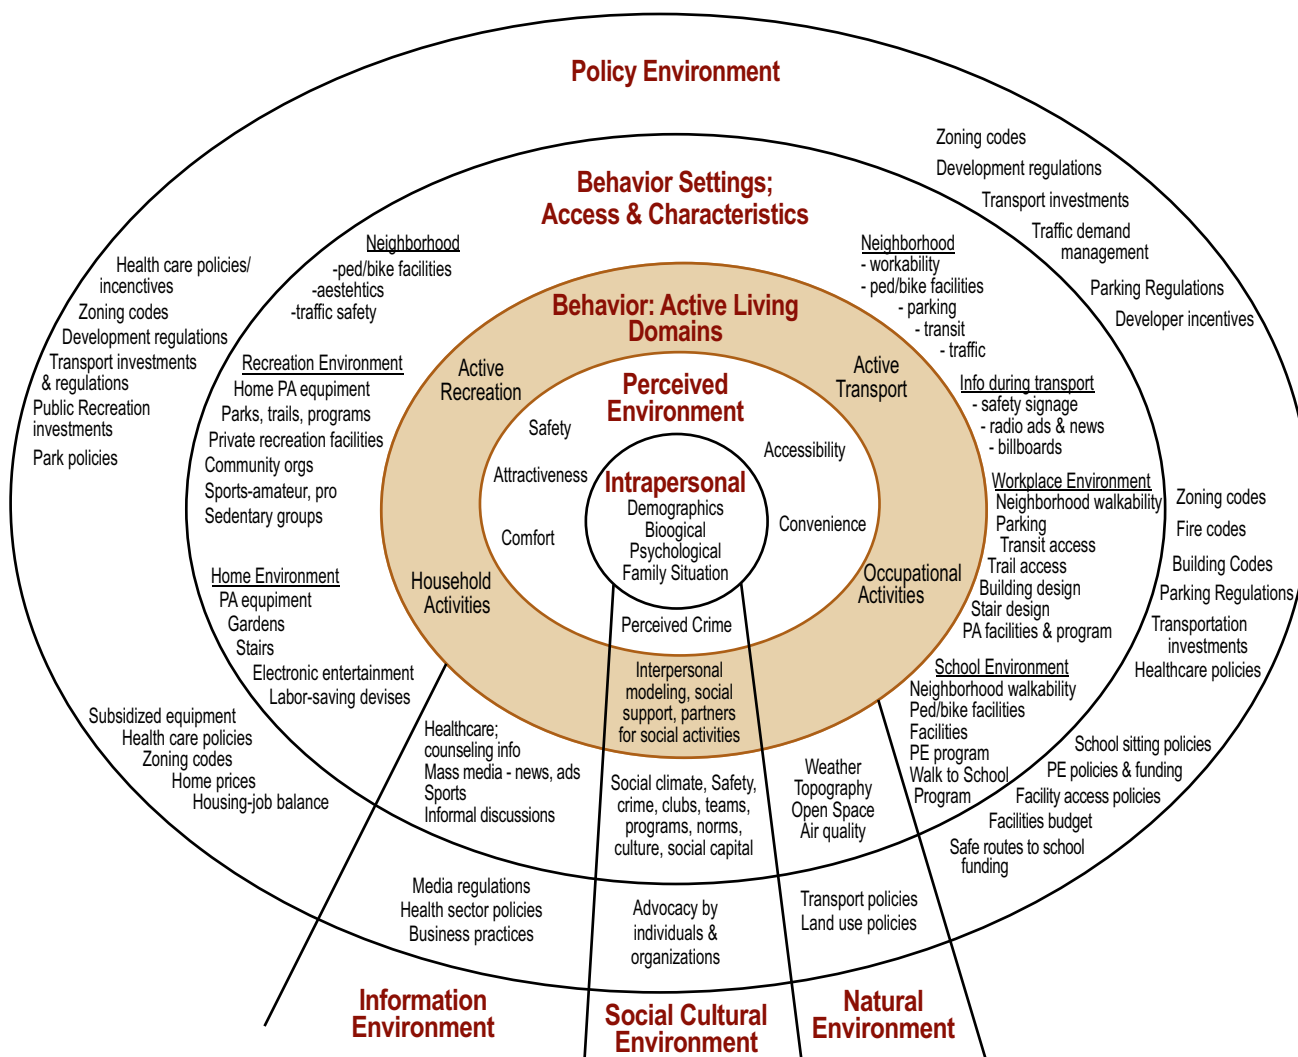 Policy Environment
Behavior Settings;
Access & Characteristics
Neighborhood
-ped/bike facilities
-aestehtics
-traffic safety
Recreation Environment
Home PA equpiment
Parks, trails, programs
Private recreation facilities
Community orgs
Sports-amateur, pro
Sedentary groups
Home Environment
PA equpiment
Gardens
Stairs
Electronic entertainment
Labor-saving devises
Health care policies/
incenctives
Zoning codes
Development regulations
Transport investments
& regulations
Public Recreation
investments
Park policies
Subsidized equipment
Health care policies
Zoning codes
Home prices
Housing-job balance
Behavior: Active Living
Domains
Active
Recreation
Active
Transport
Household
Activities
Occupational
Activities
Perceived
Environment
Safety
Attractiveness
Comfort
Accessibility
Convenience
Intrapersonal
Demographics
Bioogical
Psychological
Family Situation
Perceived Crime
Interpersonal
modeling, social
support, partners
for social activities
Neighborhood
- workability
- ped/bike facilities
- parking
- transit
- traffic
Info during transport
- safety signage
- radio ads & news
- billboards
Workplace Environment
Neighborhood walkability
Parking
Transit access
Trail access
Building design
Stair design
PA facilities & program
School Environment
Neighborhood walkability
Ped/bike facilities
Facilities
PE program
Walk to School
Program
Zoning codes
Development regulations
Transport investments
Traffic demand
management
Parking Regulations
Developer incentives
Zoning codes
Fire codes
Building Codes
Parking Regulations
Transportation
investments
Healthcare policies
School sitting policies
PE policies & funding
Facility access policies
Facilities budget
Safe routes to school
funding
Healthcare;
counseling info
Mass media - news, ads
Sports
Informal discussions
Social climate, Safety,
crime, clubs, teams,
programs, norms,
culture, social capital
Weather
Topography
Open Space
Air quality
Media regulations
Health sector policies
Business practices
Advocacy by
individuals &
organizations
Transport policies
Land use policies
Information
Environment
Social Cultural
Environment
Natural
Environment